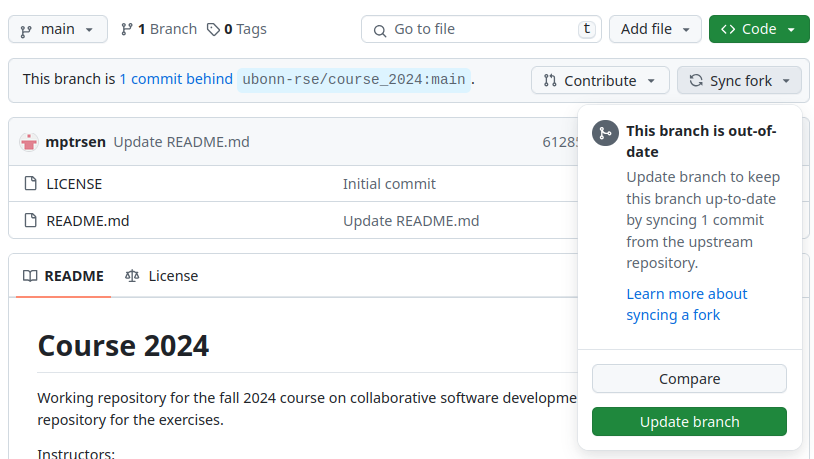 main 1 Branch 0 Tags Go to file t Add file Code
This branch is 1 commit behind ubonn-rse/course_2024:main . Contribute Sync fork
mptrsen Update README.md
LICENSE Initial commit
README.md Update README.md
README License
Course 2024
Working repository for the fall 2024 course on collaborative software
repository for the exercises.
Instructors:
This branch is out-of-
date
Update branch to keep
this branch up-to-date
by syncing 1 commit
from the upstream
repository.
Learn more about
syncing a fork
Compare
Update branch